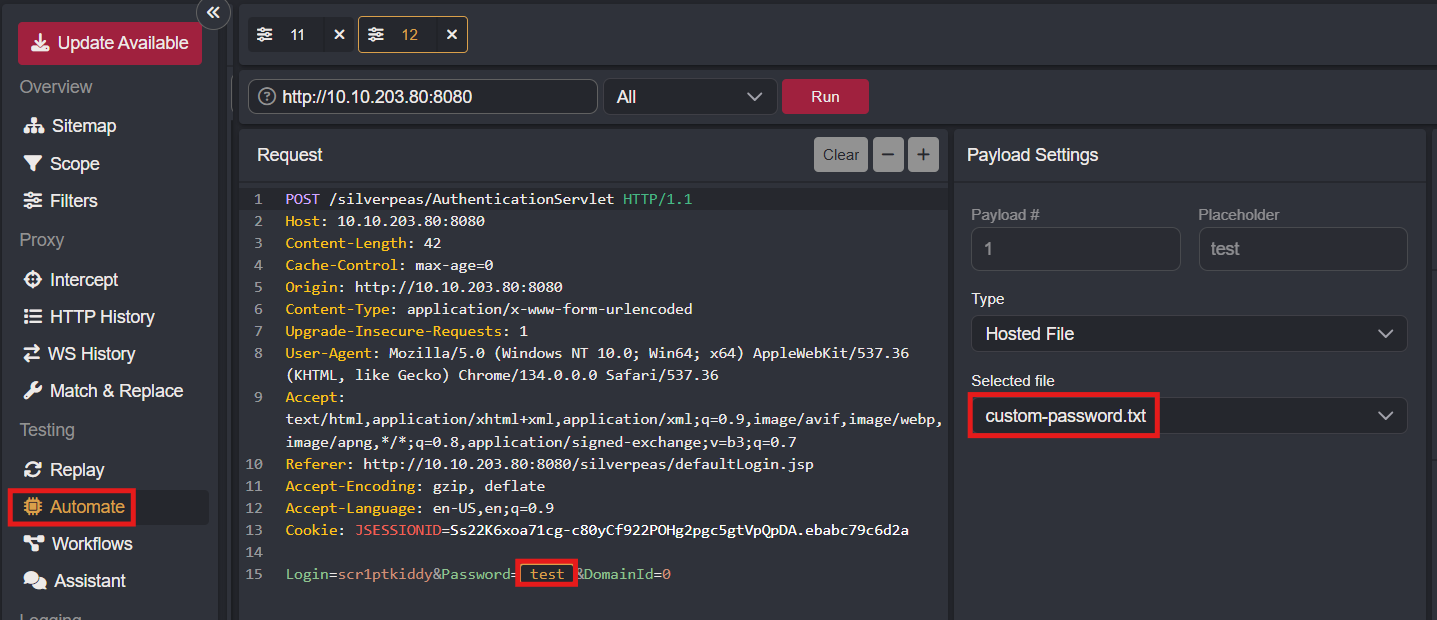 Update Available
Overview
Sitemap
Scope
Filters
Proxy
Intercept
HTTP History
WS History
Match & Replace
Testing
Replay
Automate
Workflows
Assistant
Logging
11
12
http://10.10.203.80:8080
All
Run
Request
Clear
1 POST /silverpeas/AuthenticationServlet HTTP/1.1
2 Host: 10.10.203.80:8080
3 Content-Length: 42
4 Cache-Control: max-age=0
5 Origin: http://10.10.203.80:8080
6 Content-Type: application/x-www-form-urlencoded
7 Upgrade-Insecure-Requests: 1
8 User-Agent: Mozilla/5.0 (Windows NT 10.0; Win64; x64) AppleWebKit/537.36
(KHTML, like Gecko) Chrome/134.0.0.0 Safari/537.36
9 Accept:
text/html,application/xhtml+xml,application/xml;q=0.9,image/avif,image/webp,
image/apng,*/*;q=0.8,application/signed-exchange;v=b3;q=0.7
10 Referer: http://10.10.203.80:8080/silverpeas/defaultLogin.jsp
11 Accept-Encoding: gzip, deflate
12 Accept-Language: en-US,en;q=0.9
13 Cookie: JSESSIONID=Ss22K6xoa71cg-c80yCf922POHg2pgc5gtVpQpDA.ebabc79c6d2a
14
15 Login=scr1ptkiddy&Password=test&DomainId=0
Payload Settings
Payload #
Placeholder
1
test
Type
Hosted File
Selected file
custom-password.txt